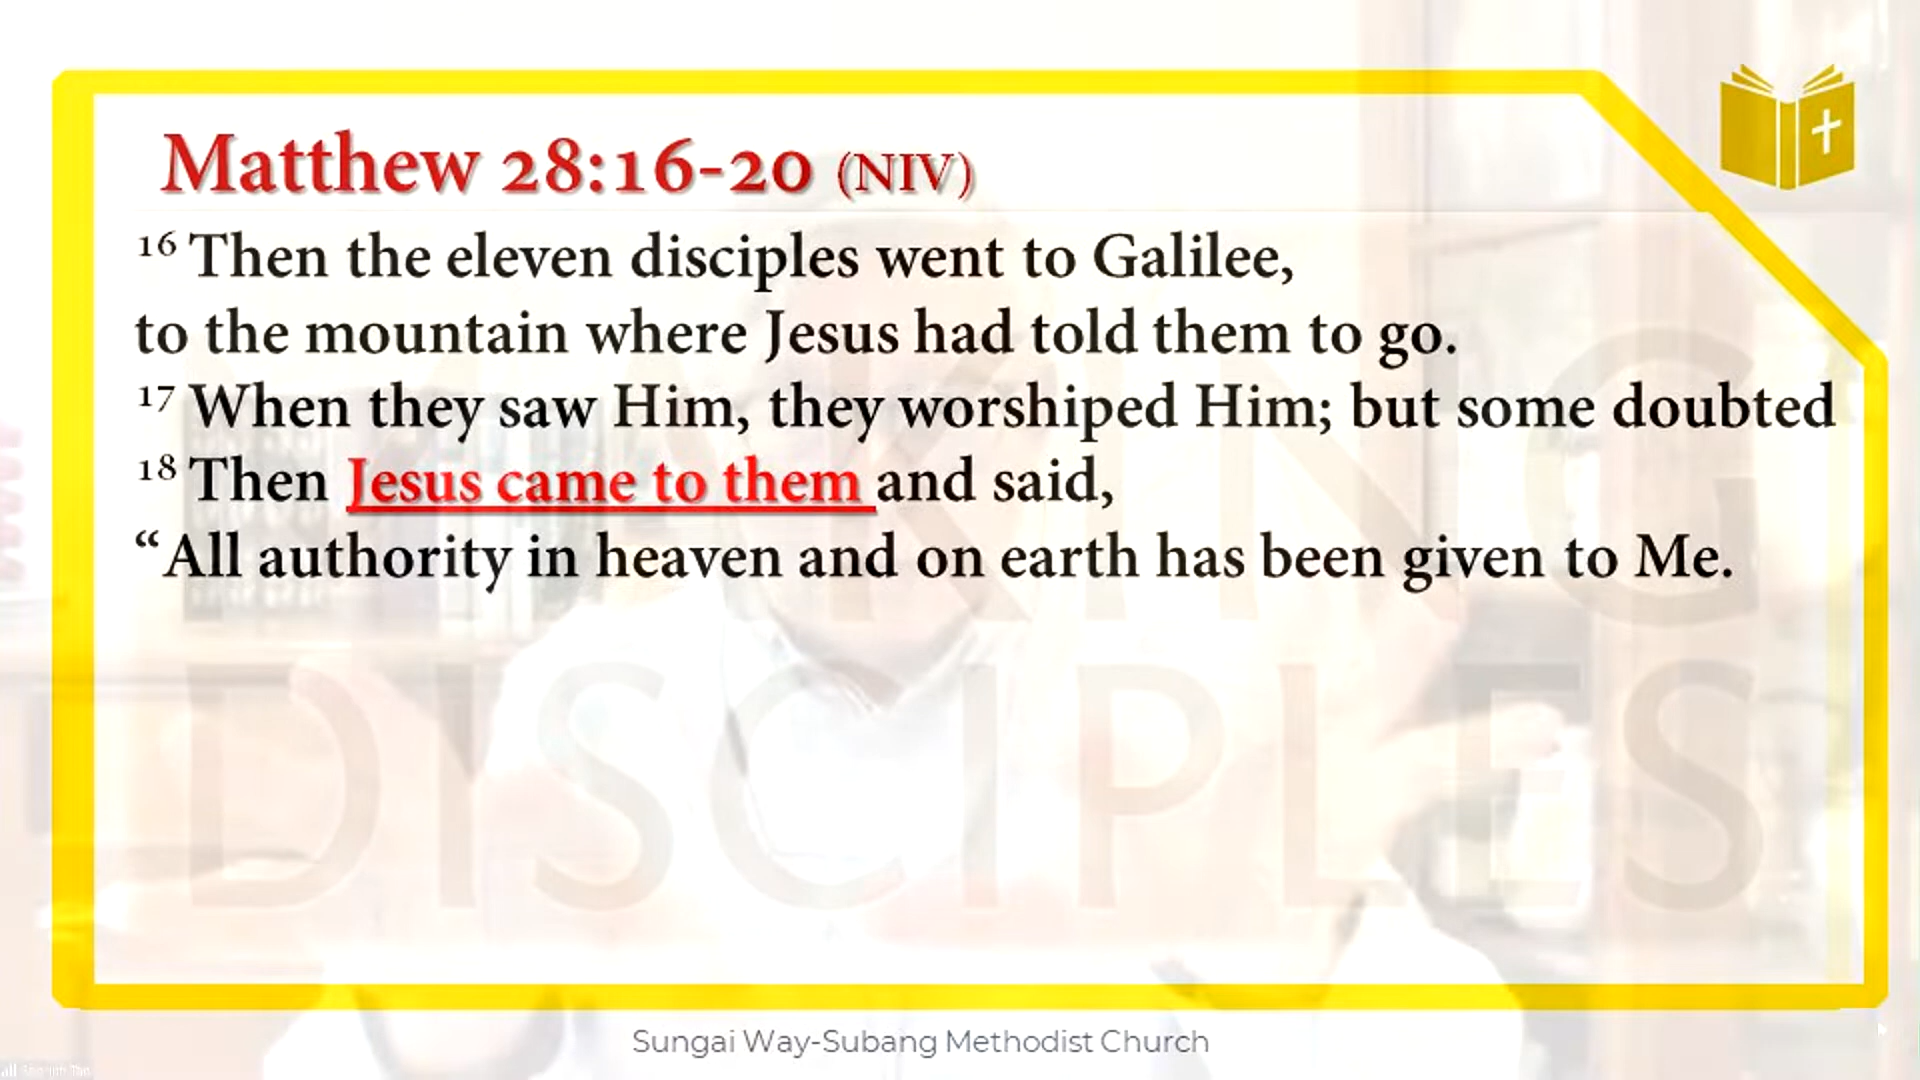 Matthew 28:16-20 (NIV)
16 Then the eleven disciples went to Galilee,
to the mountain where Jesus had told them to go.
17 When they saw Him, they worshiped Him; but some doubted
18 Then Jesus came to them and said,
“All authority in heaven and on earth has been given to Me.
MAKING
DISCIPLES
Sungai Way-Subang Methodist Church